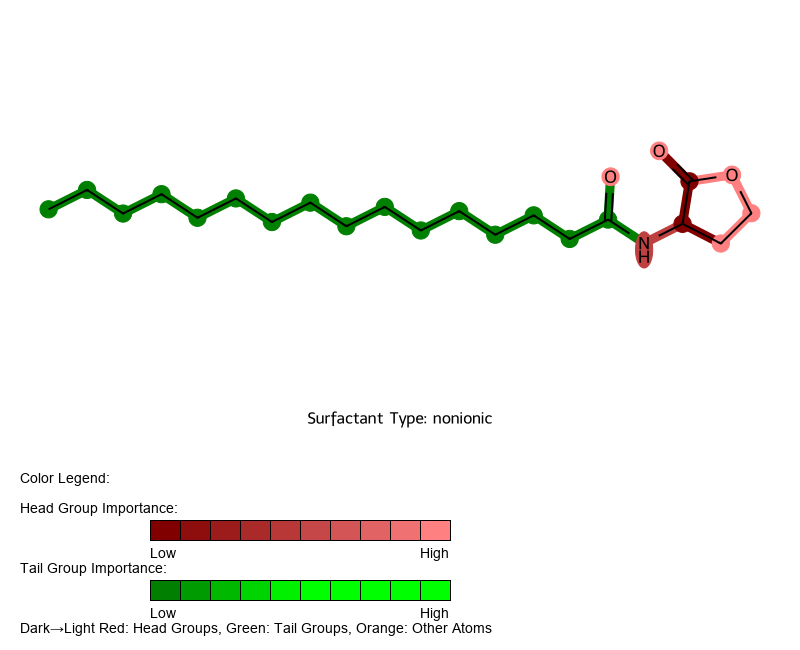 O
O
O
N
H
Surfactant Type: nonionic
Color Legend:
Head Group Importance:
Low High
Tail Group Importance:
Low High
Dark→Light Red: Head Groups, Green: Tail Groups, Orange: Other Atoms